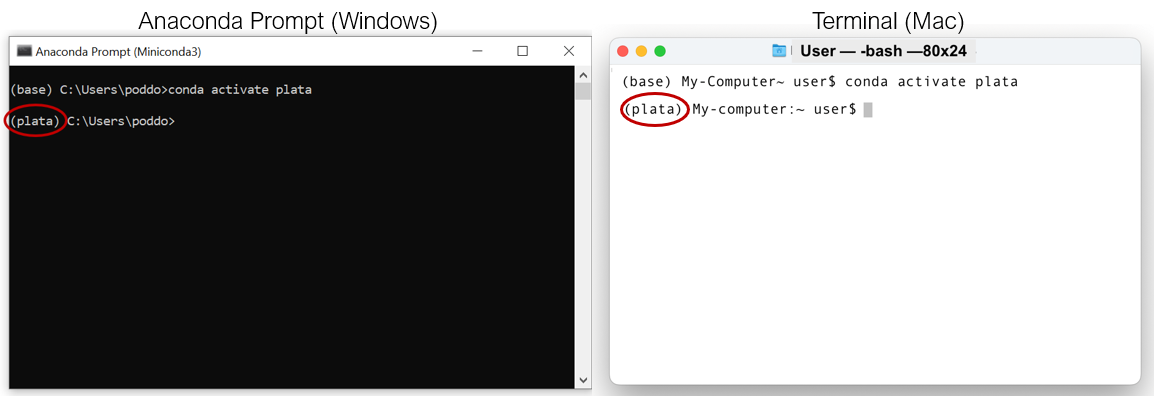 Anaconda Prompt (Windows)
Anaconda Prompt (Miniconda3)
(base) C:\Users\poddo>conda activate plata
(plata) C:\Users\poddo>
Terminal (Mac)
User — -bash —80x24
(base) My-Computer~ user$ conda activate plata
(plata) My-computer:~ user$